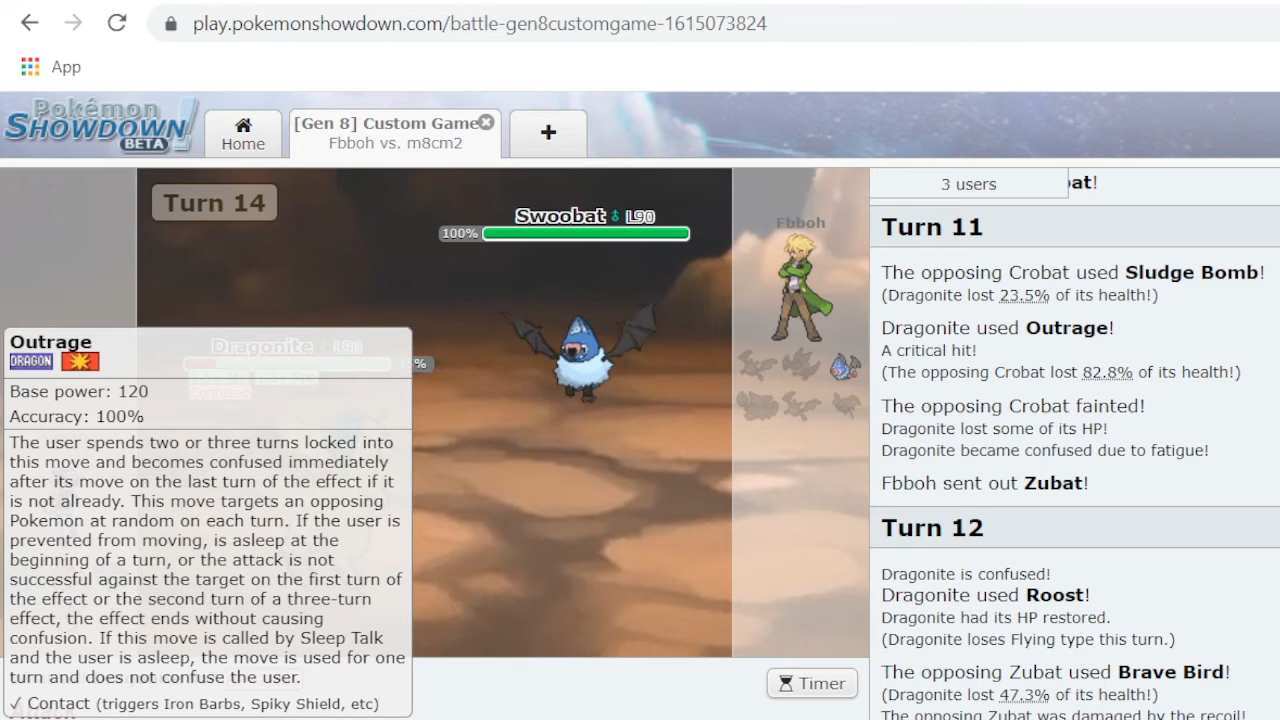 play.pokemonshowdown.com/battle-gen8customgame-1615073824
App
Pokémon
SHOWDOWN!
BETA
Home
[Gen 8] Custom Game
Fbboh vs. m8cm2
+
Turn 14
Swoobat L90
100%
Fbboh
Dragonite L90
%
Outrage
DRAGON
Base power: 120
Accuracy: 100%
The user spends two or three turns locked into
this move and becomes confused immediately
after its move on the last turn of the effect if it
is not already. This move targets an opposing
Pokemon at random on each turn. If the user is
prevented from moving, is asleep at the
beginning of a turn, or the attack is not
successful against the target on the first turn of
the effect or the second turn of a three-turn
effect, the effect ends without causing
confusion. If this move is called by Sleep Talk
and the user is asleep, the move is used for one
turn and does not confuse the user.
✓ Contact (triggers Iron Barbs, Spiky Shield, etc)
Timer
3 users
at!
Turn 11
The opposing Crobat used Sludge Bomb!
(Dragonite lost 23.5% of its health!)
Dragonite used Outrage!
A critical hit!
(The opposing Crobat lost 82.8% of its health!)
The opposing Crobat fainted!
Dragonite lost some of its HP!
Dragonite became confused due to fatigue!
Fbboh sent out Zubat!
Turn 12
Dragonite is confused!
Dragonite used Roost!
Dragonite had its HP restored.
(Dragonite loses Flying type this turn.)
The opposing Zubat used Brave Bird!
(Dragonite lost 47.3% of its health!)
The opposing Zubat was damaged by the recoil!